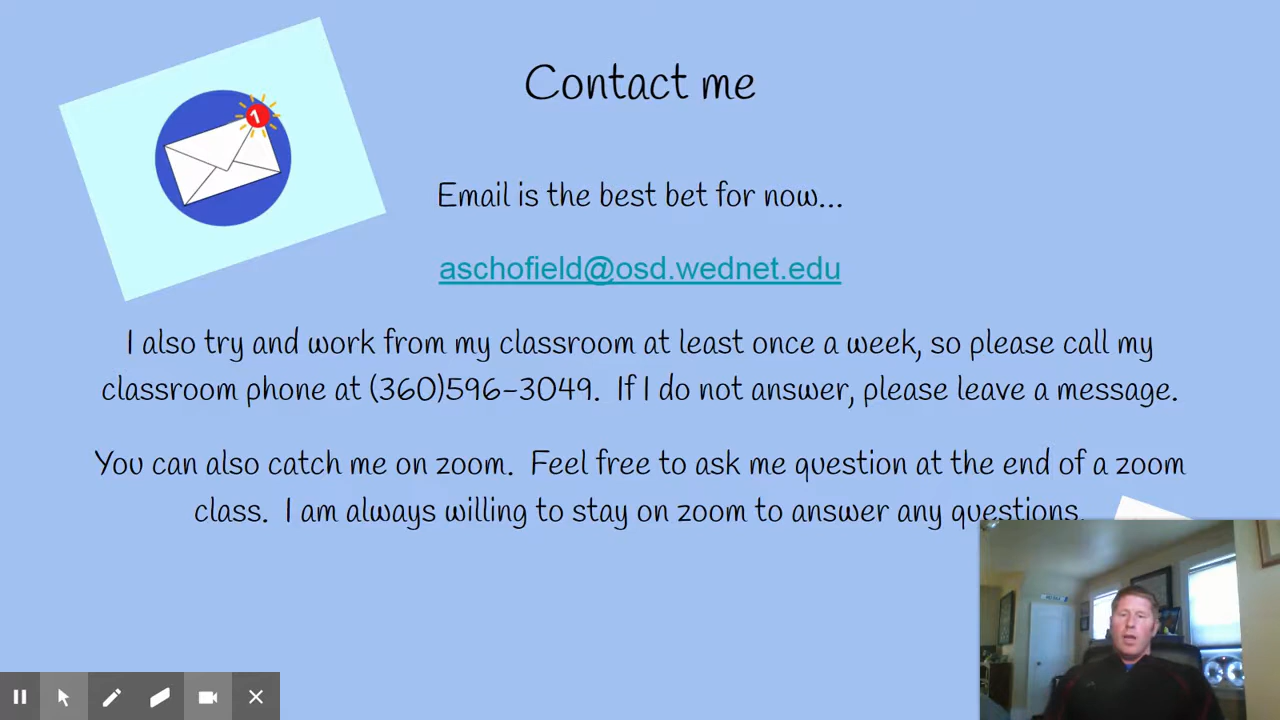 1
Contact me
Email is the best bet for now...
aschofield@osd.wednet.edu
I also try and work from my classroom at least once a week, so please call my
classroom phone at (360)596-3049. If I do not answer, please leave a message.
You can also catch me on zoom. Feel free to ask me question at the end of a zoom
class. I am always willing to stay on zoom to answer any questions.